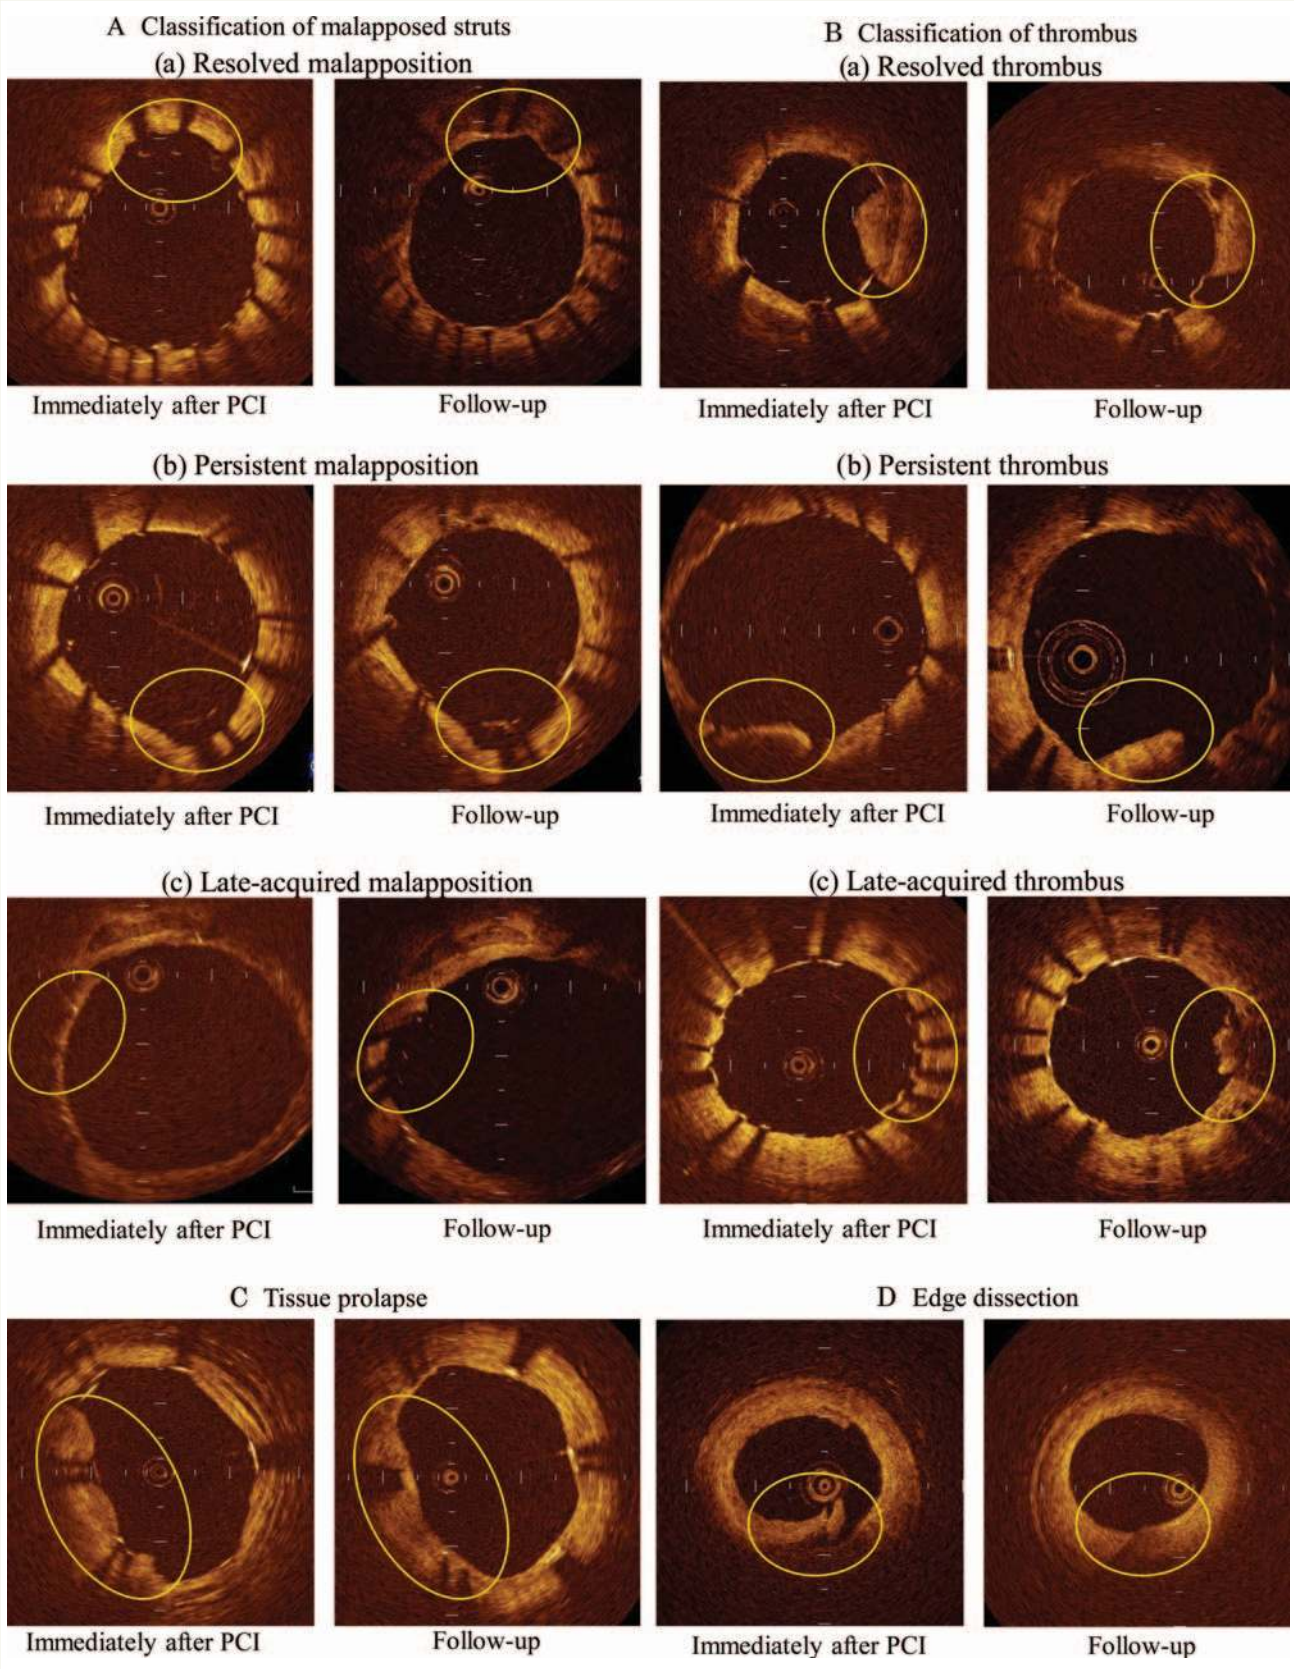 A Classification of malapposed struts
(a) Resolved malapposition
Immediately after PCI
Follow-up
(b) Persistent malapposition
Immediately after PCI
Follow-up
(c) Late-acquired malapposition
Immediately after PCI
Follow-up
B Classification of thrombus
(a) Resolved thrombus
Immediately after PCI
Follow-up
(b) Persistent thrombus
Immediately after PCI
Follow-up
(c) Late-acquired thrombus
Immediately after PCI
Follow-up
C Tissue prolapse
Immediately after PCI
Follow-up
D Edge dissection
Immediately after PCI
Follow-up